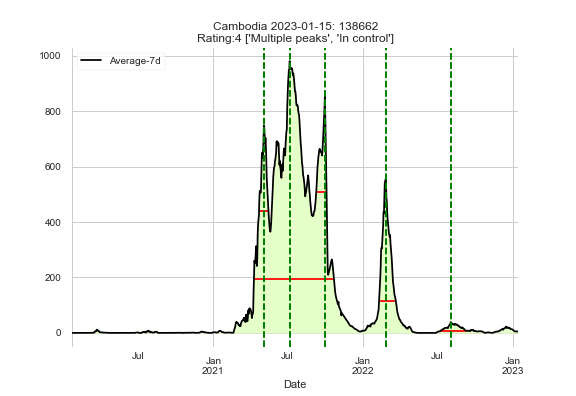 Cambodia 2023-01-15: 138662
Rating:4 ['Multiple peaks', 'In control']
Average-7d
1000
800
600
400
200
0
Jul
Jan
2021
Jul
Jan
2022
Jul
Jan
2023
Date